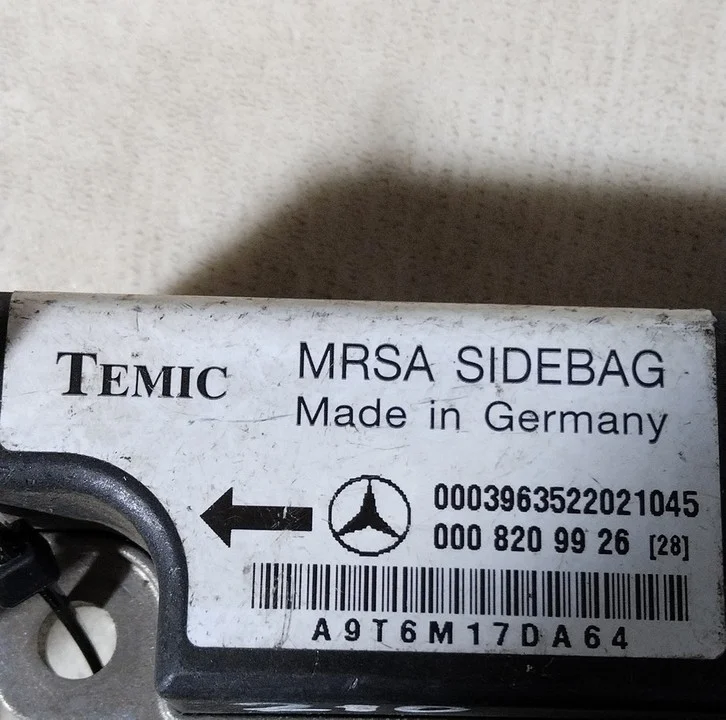 TEMIC
MRSA SIDEBAG
Made in Germany
0003963522021045
000 820 99 26 [28]
A9T6M17DA64